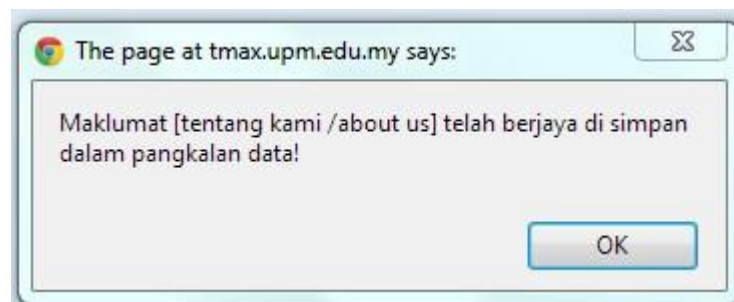 The page at tmax.upm.edu.my says:
Maklumat [tentang kami /about us] telah berjaya di simpan
dalam pangkalan data!
OK